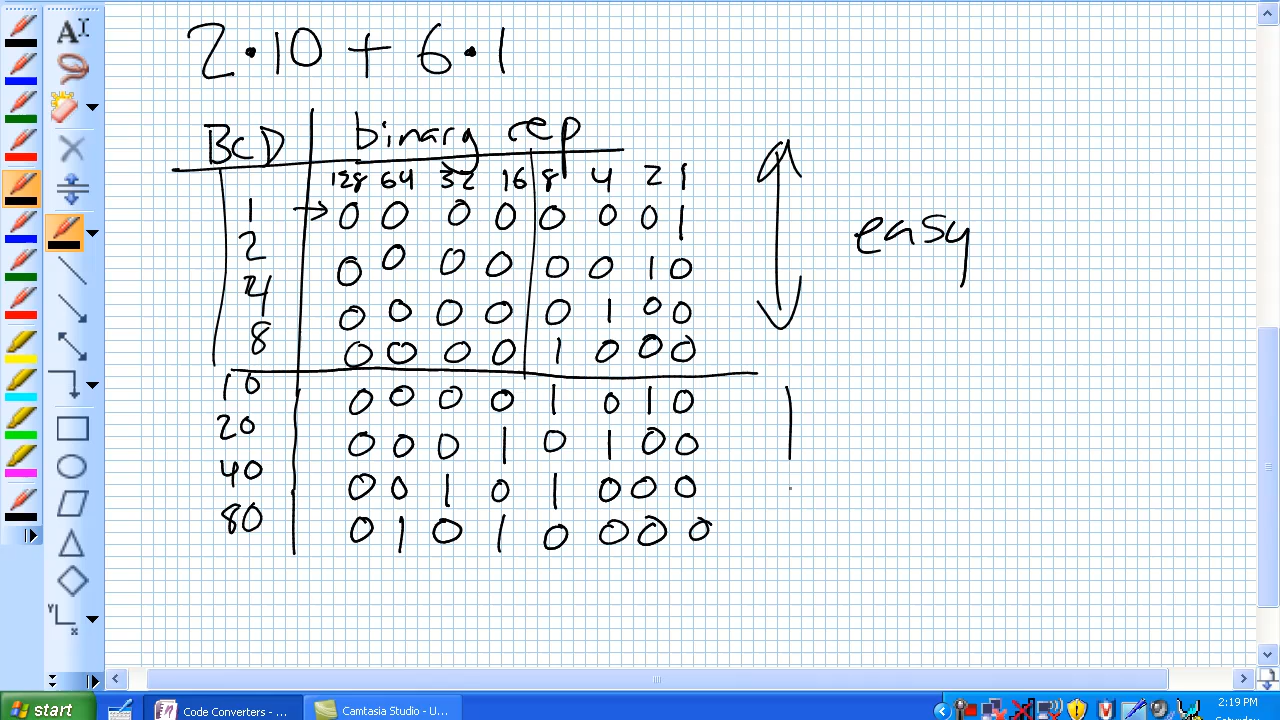 2·10 + 6·1
BCD binary rep
128 64 32 16 8 4 2 1
1 → 0 0 0 0 0 0 0 1
easy
2 0 0 0 0 0 0 1 0
4 0 0 0 0 0 1 0 0
8 0 0 0 0 1 0 0 0
10 0 0 0 0 1 0 1 0
20 0 0 0 1 0 1 0 0
40 0 0 1 0 1 0 0 0
80 0 1 0 1 0 0 0 0
start
Code Converters - ...
Camtasia Studio - U...
2:19 PM
Saturday